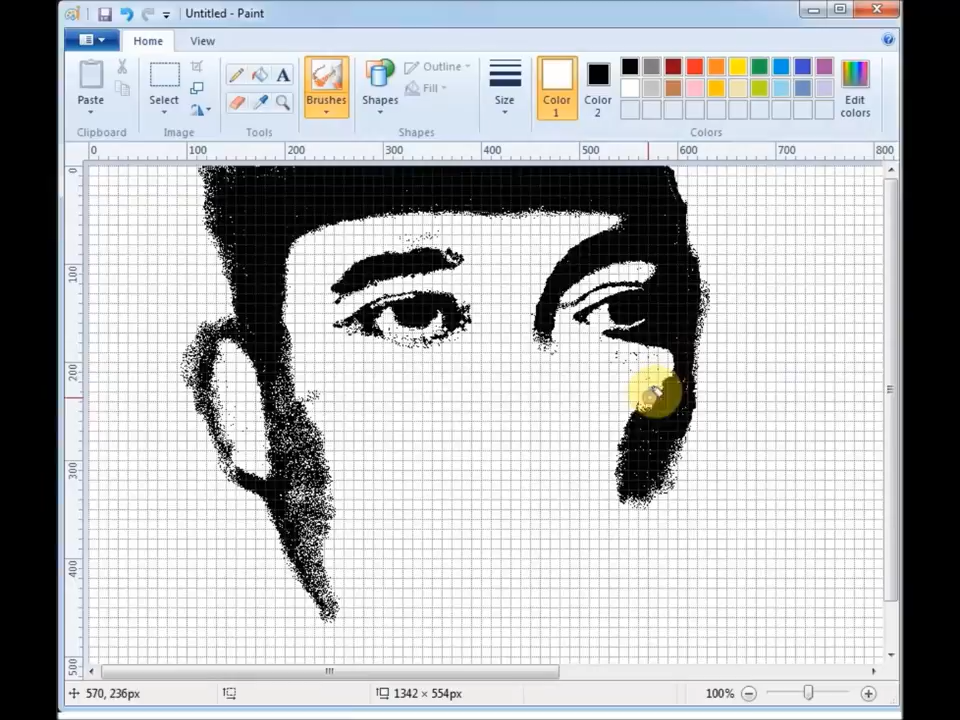 Untitled - Paint
Home View
Paste
Clipboard
Select
Image
A
Tools
Brushes
Shapes
Outline
Fill
Shapes
Size
Color 1
Color 2
Edit colors
Colors
0 100 200 300 400 500 600 700 800
0
100
200
300
400
500
570, 236px
1342 × 554px
100%